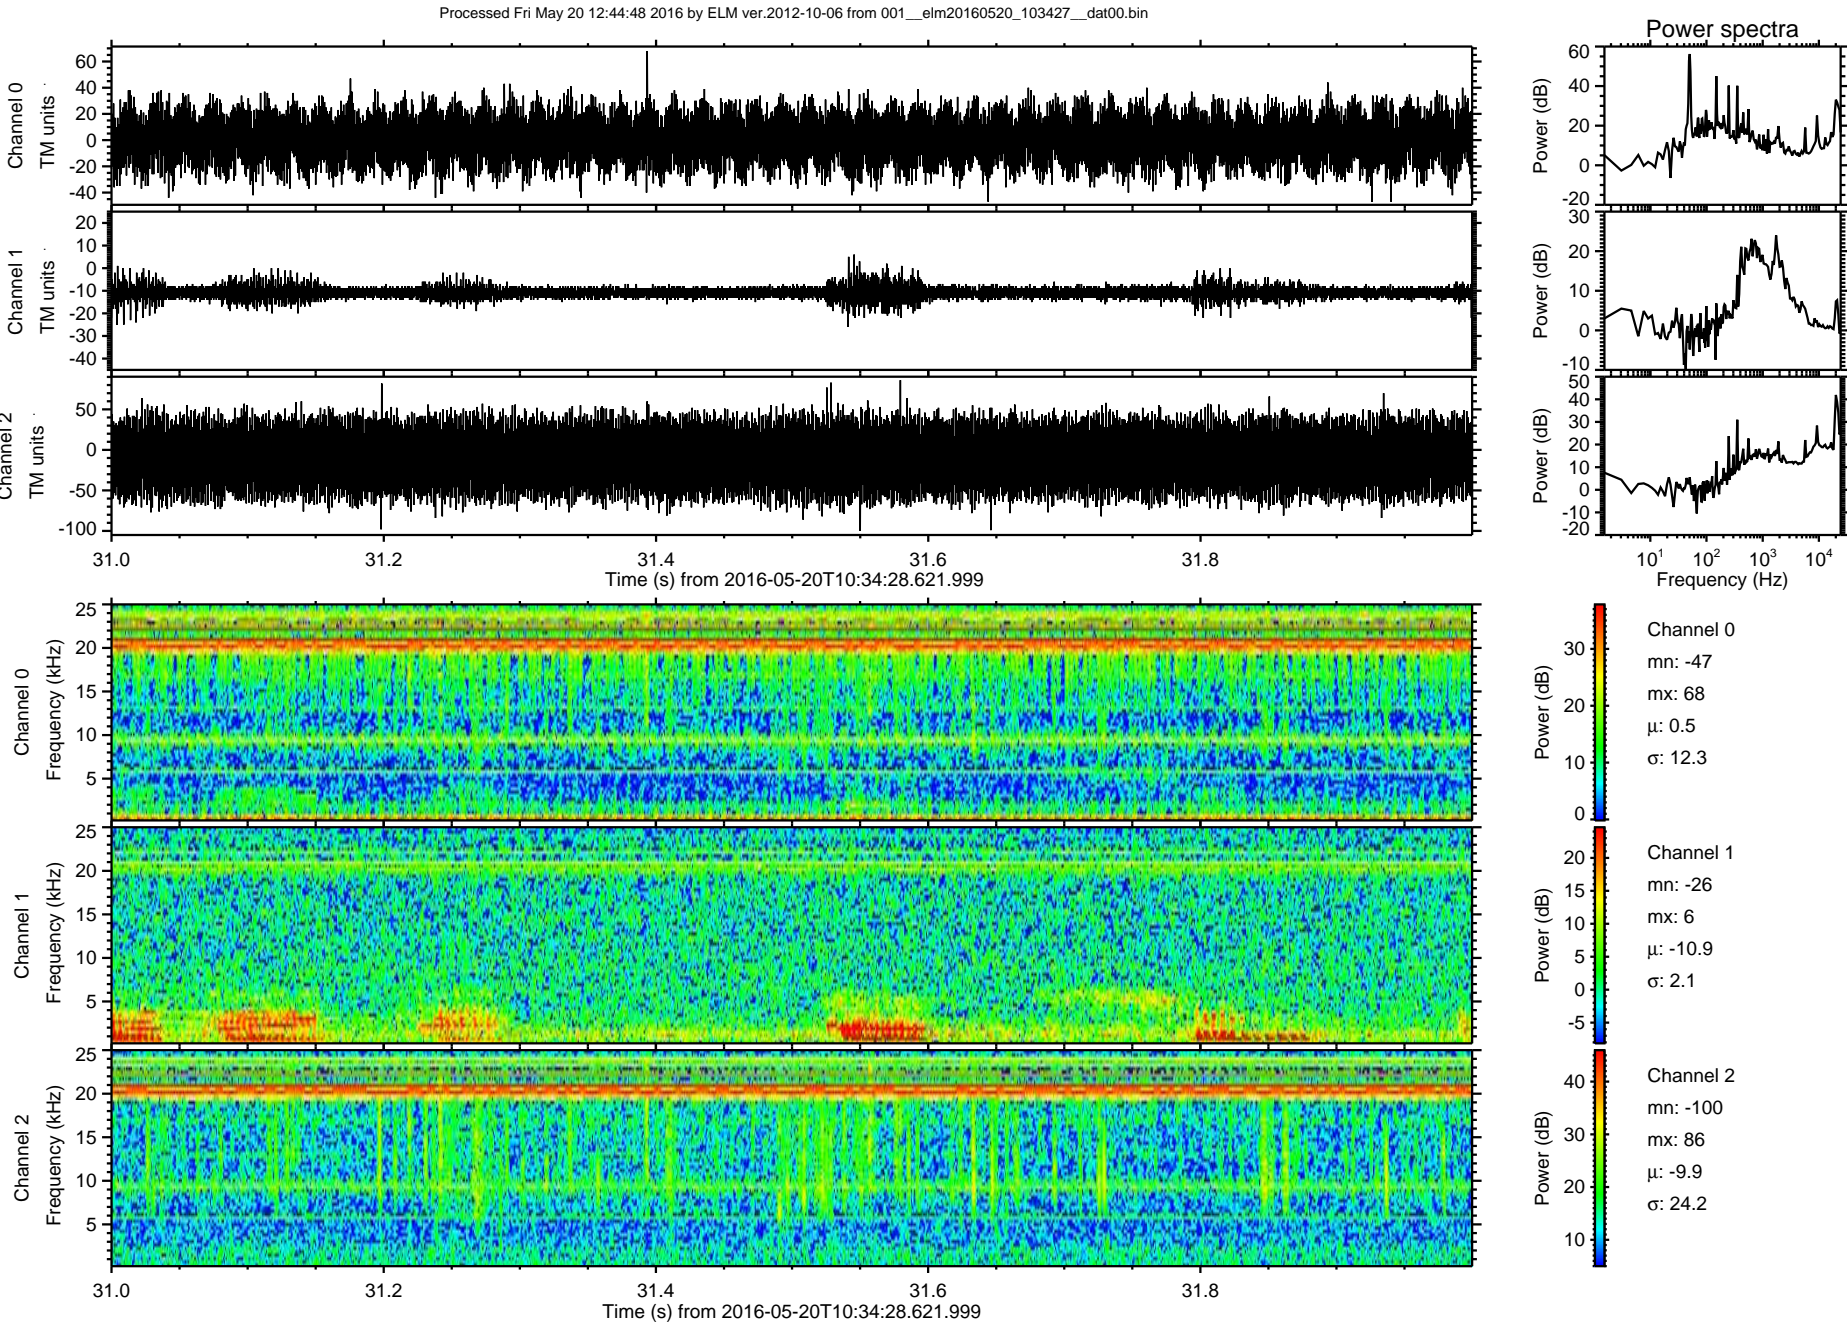 Processed Fri May 20 12:44:48 2016 by ELM ver.2012-10-06 from 001__elm20160520_103427__dat00.bin
Power spectra
Channel 0
TM units
60
40
20
0
-20
-40
Power (dB)
60
40
20
0
-20
Channel 1
TM units
20
10
0
-10
-20
-30
-40
Power (dB)
30
20
10
0
-10
Channel 2
TM units
50
0
-50
-100
Power (dB)
50
40
30
20
10
0
-10
-20
31.0 31.2 31.4 31.6 31.8
Time (s) from 2016-05-20T10:34:28.621.999
10¹ 10² 10³ 10⁴
Frequency (Hz)
Channel 0
Frequency (kHz)
25
20
15
10
5
Power (dB)
30
20
10
0
Channel 0
mn: -47
mx: 68
μ: 0.5
σ: 12.3
Channel 1
Frequency (kHz)
25
20
15
10
5
Power (dB)
20
15
10
5
0
-5
Channel 1
mn: -26
mx: 6
μ: -10.9
σ: 2.1
Channel 2
Frequency (kHz)
25
20
15
10
5
Power (dB)
40
30
20
10
Channel 2
mn: -100
mx: 86
μ: -9.9
σ: 24.2
31.0 31.2 31.4 31.6 31.8
Time (s) from 2016-05-20T10:34:28.621.999